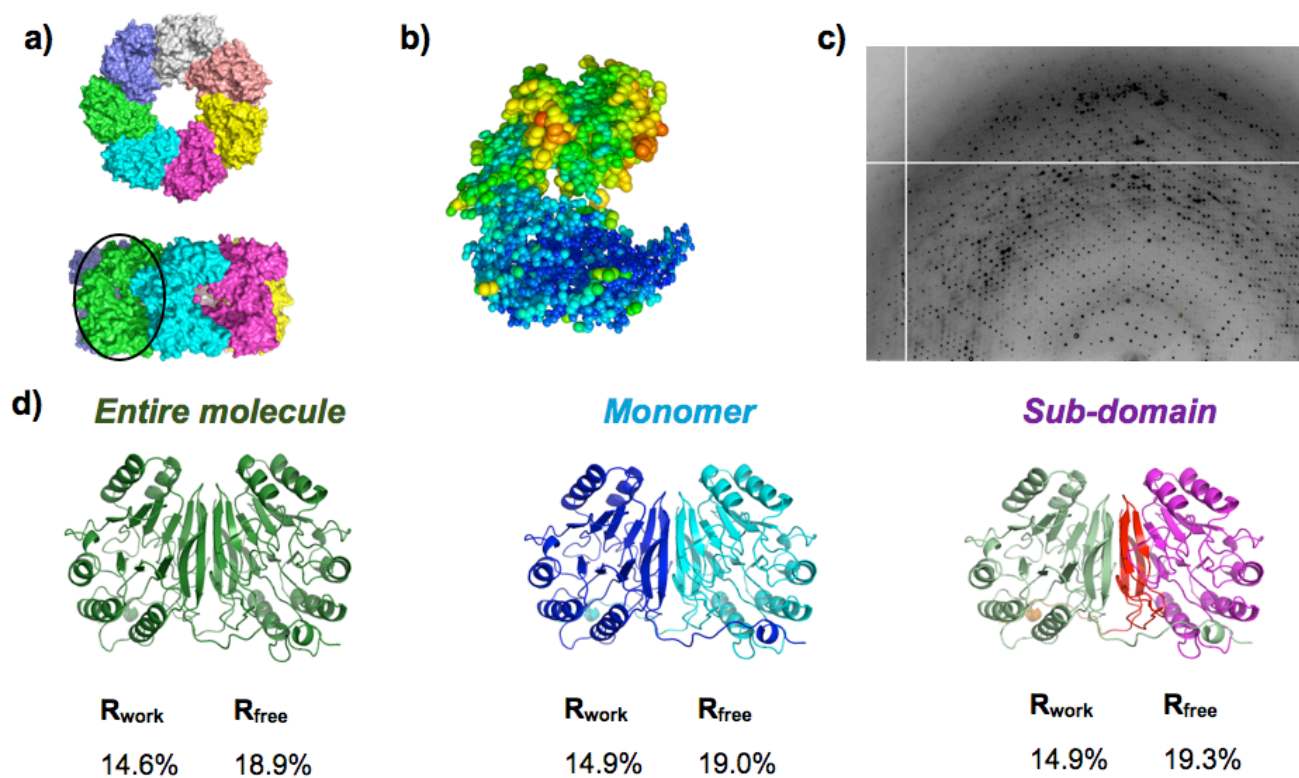 a)
b)
c)
d)
Entire molecule
Monomer
Sub-domain
Rwork Rfree
14.6% 18.9%
Rwork Rfree
14.9% 19.0%
Rwork Rfree
14.9% 19.3%